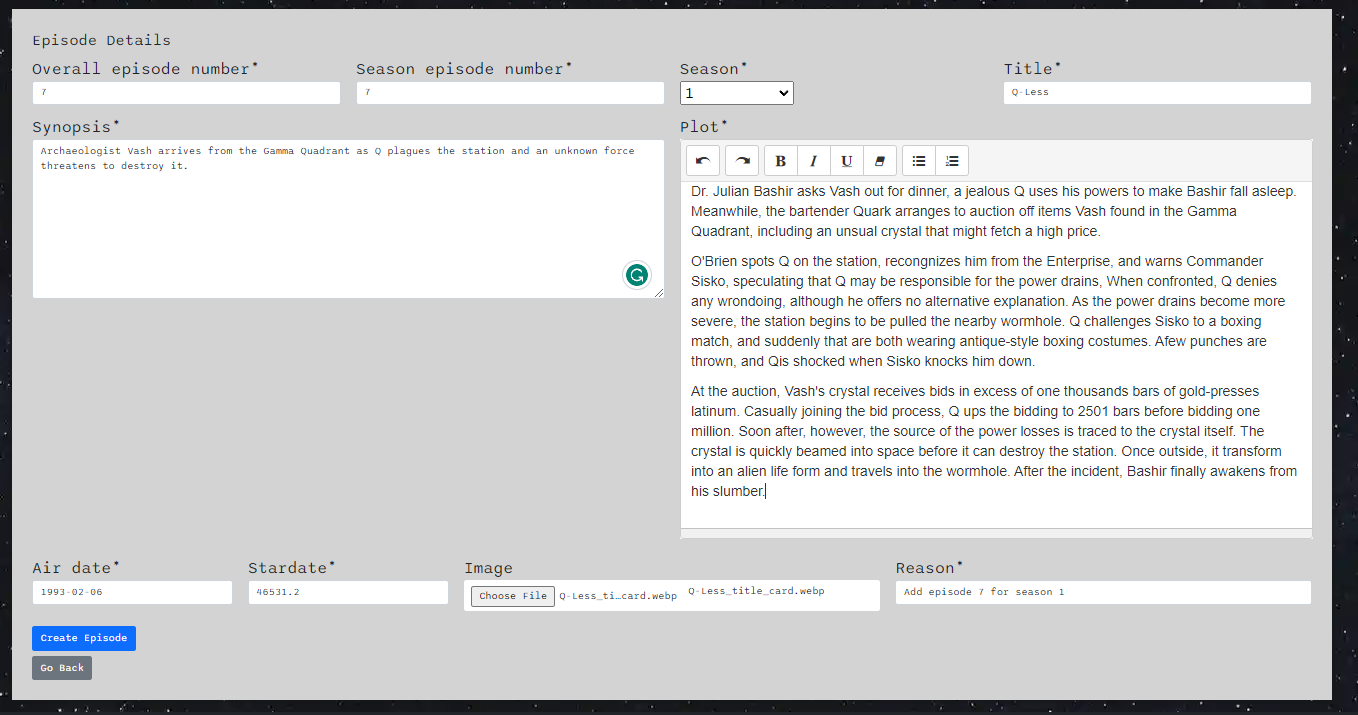 Episode Details
Overall episode number*
Season episode number*
Season*
Title*
7
7
1
Q-Less
Synopsis*
Plot*
Archaeologist Vash arrives from the Gamma Quadrant as Q plagues the station and an unknown force
threatens to destroy it.
B I U
Dr. Julian Bashir asks Vash out for dinner, a jealous Q uses his powers to make Bashir fall asleep.
Meanwhile, the bartender Quark arranges to auction off items Vash found in the Gamma
Quadrant, including an unsual crystal that might fetch a high price.
O'Brien spots Q on the station, recongnizes him from the Enterprise, and warns Commander
Sisko, speculating that Q may be responsible for the power drains, When confronted, Q denies
any wrondoing, although he offers no alternative explanation. As the power drains become more
severe, the station begins to be pulled the nearby wormhole. Q challenges Sisko to a boxing
match, and suddenly that are both wearing antique-style boxing costumes. Afew punches are
thrown, and Qis shocked when Sisko knocks him down.
At the auction, Vash's crystal receives bids in excess of one thousands bars of gold-presses
latinum. Casually joining the bid process, Q ups the bidding to 2501 bars before bidding one
million. Soon after, however, the source of the power losses is traced to the crystal itself. The
crystal is quickly beamed into space before it can destroy the station. Once outside, it transform
into an alien life form and travels into the wormhole. After the incident, Bashir finally awakens from
his slumber.
Air date*
Stardate*
Image
Reason*
1993-02-06
46531.2
Choose File Q-Less_ti…card.webp Q-Less_title_card.webp
Add episode 7 for season 1
Create Episode
Go Back